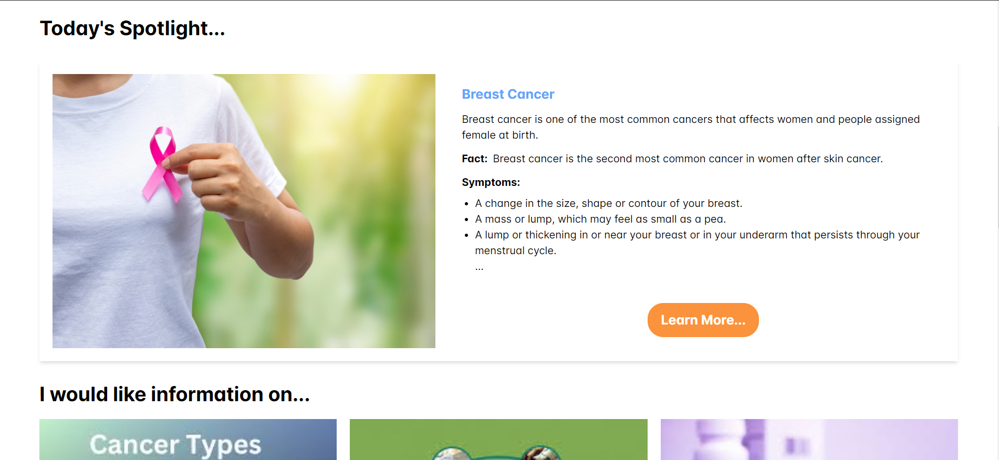 Today's Spotlight...
Breast Cancer
Breast cancer is one of the most common cancers that affects women and people assigned
female at birth.
Fact: Breast cancer is the second most common cancer in women after skin cancer.
Symptoms:
• A change in the size, shape or contour of your breast.
• A mass or lump, which may feel as small as a pea.
• A lump or thickening in or near your breast or in your underarm that persists through your
menstrual cycle.
...
Learn More...
I would like information on...
Cancer Types